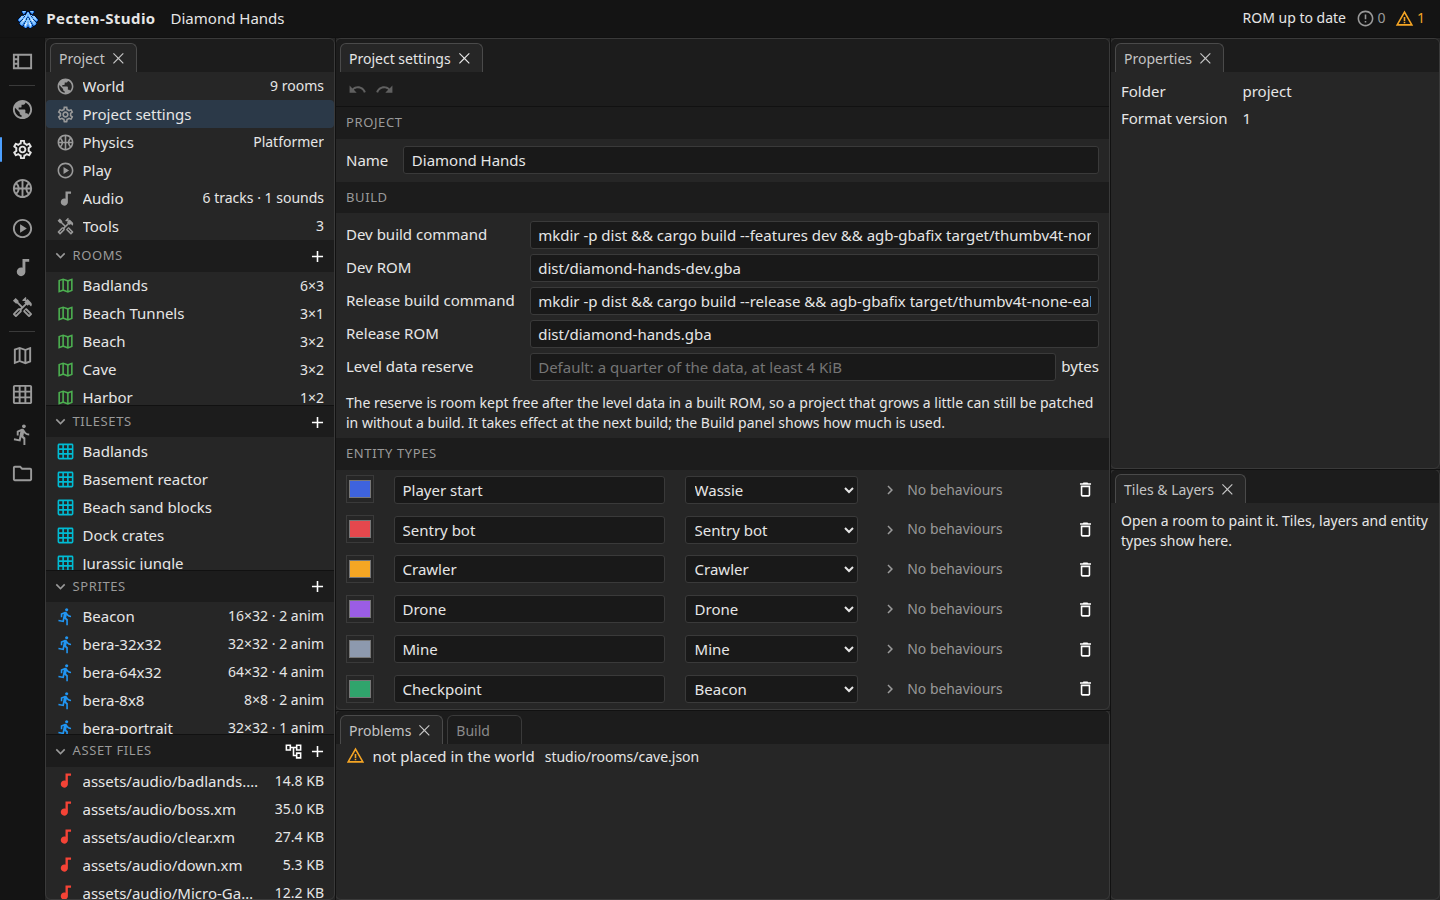 Pecten-Studio Diamond Hands ROM up to date 0 1
Project
World 9 rooms
Project settings
Physics Platformer
Play
Audio 6 tracks · 1 sounds
Tools 3
ROOMS
Badlands 6×3
Beach Tunnels 3×1
Beach 3×2
Cave 3×2
Harbor 1×2
TILESETS
Badlands
Basement reactor
Beach sand blocks
Dock crates
Jurassic jungle
SPRITES
Beacon 16×32 · 2 anim
bera-32x32 32×32 · 2 anim
bera-64x32 64×32 · 4 anim
bera-8x8 8×8 · 2 anim
bera-portrait 32×32 · 1 anim
ASSET FILES
assets/audio/badlands.... 14.8 KB
assets/audio/boss.xm 35.0 KB
assets/audio/clear.xm 27.4 KB
assets/audio/down.xm 5.3 KB
assets/audio/Micro-Ga... 12.2 KB
Project settings
PROJECT
Name Diamond Hands
BUILD
Dev build command mkdir -p dist && cargo build --features dev && agb-gbafix target/thumbv4t-nor
Dev ROM dist/diamond-hands-dev.gba
Release build command mkdir -p dist && cargo build --release && agb-gbafix target/thumbv4t-none-eal
Release ROM dist/diamond-hands.gba
Level data reserve Default: a quarter of the data, at least 4 KiB bytes
The reserve is room kept free after the level data in a built ROM, so a project that grows a little can still be patched
in without a build. It takes effect at the next build; the Build panel shows how much is used.
ENTITY TYPES
Player start Wassie No behaviours
Sentry bot Sentry bot No behaviours
Crawler Crawler No behaviours
Drone Drone No behaviours
Mine Mine No behaviours
Checkpoint Beacon No behaviours
Problems Build
not placed in the world studio/rooms/cave.json
Properties
Folder project
Format version 1
Tiles & Layers
Open a room to paint it. Tiles, layers and entity
types show here.